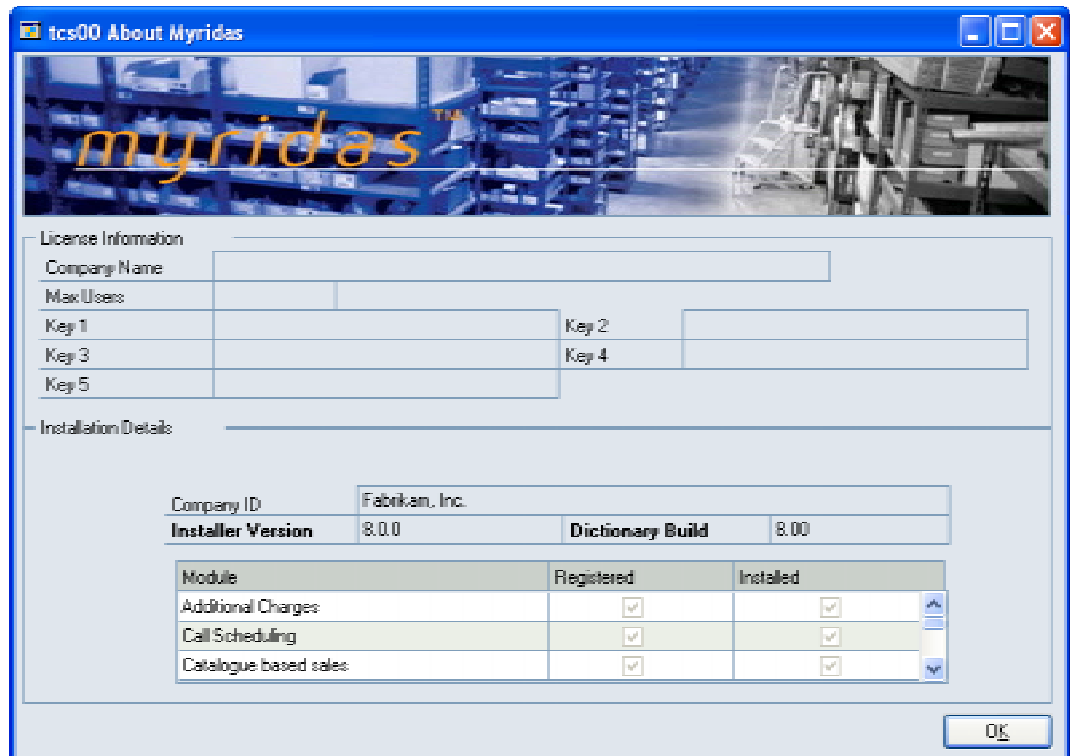 tcs00 About Myridas
myridas™
License Information
Company Name
Max Users
Key 1 Key 2
Key 3 Key 4
Key 5
Installation Details
Company ID Fabrikam, Inc.
Installer Version 8.0.0 Dictionary Build 8.00
Module Registered Installed
Additional Charges
Call Scheduling
Catalogue based sales
OK